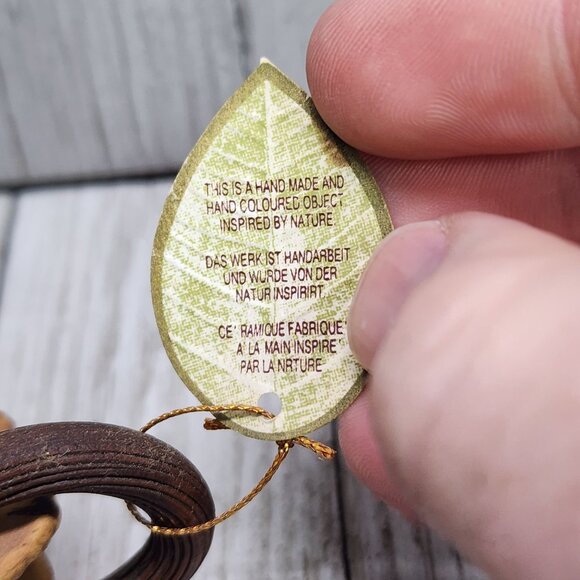 THIS IS A HAND MADE AND
HAND COLOURED OBJECT
INSPIRED BY NATURE.
DAS WERK IST HANDARBEIT
UND WURDE VON DER
NATUR INSPIRIRT
CE' RAMIQUE FABRIQUE'
A' LA MAIN INSPIRE'
PAR LA NRTURE